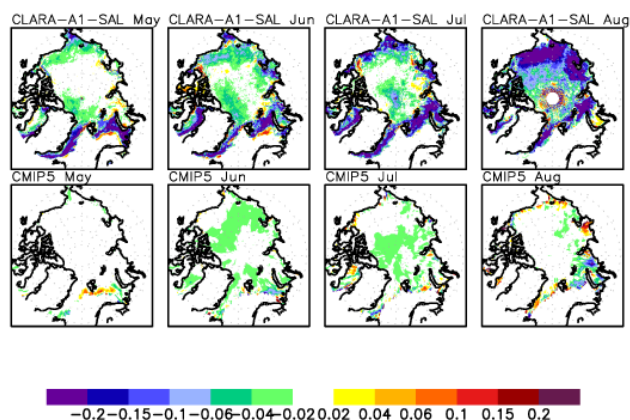 CLARA-A1-SAL May CLARA-A1-SAL Jun CLARA-A1-SAL Jul CLARA-A1-SAL Aug
CMIP5 May CMIP5 Jun CMIP5 Jul CMIP5 Aug
-0.2 -0.15 -0.1 -0.06 -0.04 -0.02 0.02 0.04 0.06 0.1 0.15 0.2